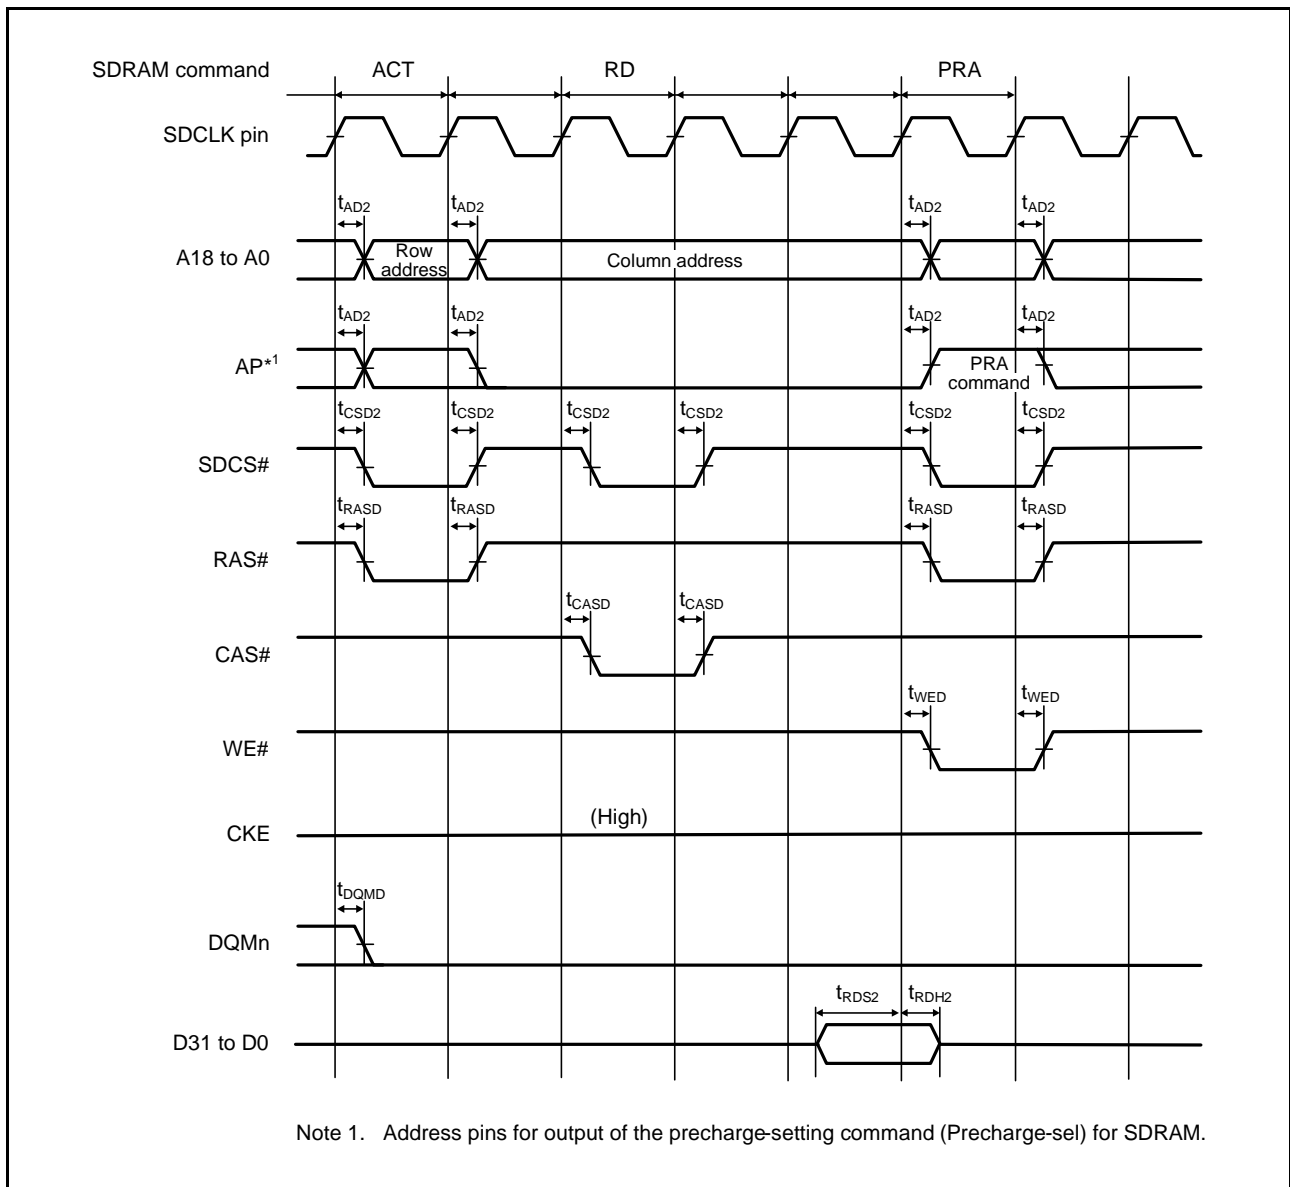 SDRAM command ACT RD PRA
SDCLK pin
tAD2 tAD2 tAD2 tAD2
A18 to A0 Row address Column address
tAD2 tAD2 tAD2 tAD2
AP*1 PRA command
tCSD2 tCSD2 tCSD2 tCSD2 tCSD2 tCSD2
SDCS#
tRASD tRASD tRASD tRASD
RAS#
tCASD tCASD
CAS#
tWED tWED
WE#
(High)
CKE
tDQMD
DQMn
tRDS2 tRDH2
D31 to D0
Note 1. Address pins for output of the precharge-setting command (Precharge-sel) for SDRAM.